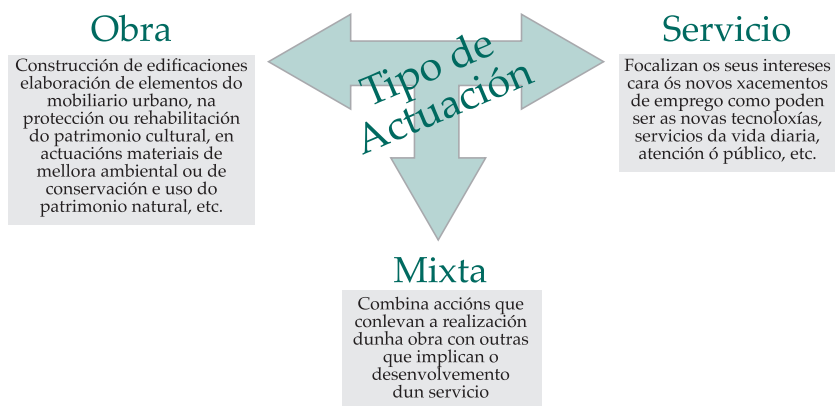 Obra
Construcción de edificaciones
elaboración de elementos do
mobiliario urbano, na
protección ou rehabilitación
do patrimonio cultural, en
actuacións materiais de
mellora ambiental ou de
conservación e uso do
patrimonio natural, etc.
Tipo de
Actuación
Servicio
Focalizan os seus intereses
cara ós novos xacementos
de emprego como poden
ser as novas tecnoloxías,
servicios da vida diaria,
atención ó público, etc.
Mixta
Combina accións que
conlevan a realización
dunha obra con outras
que implican o
desenvolvemento
dun servicio